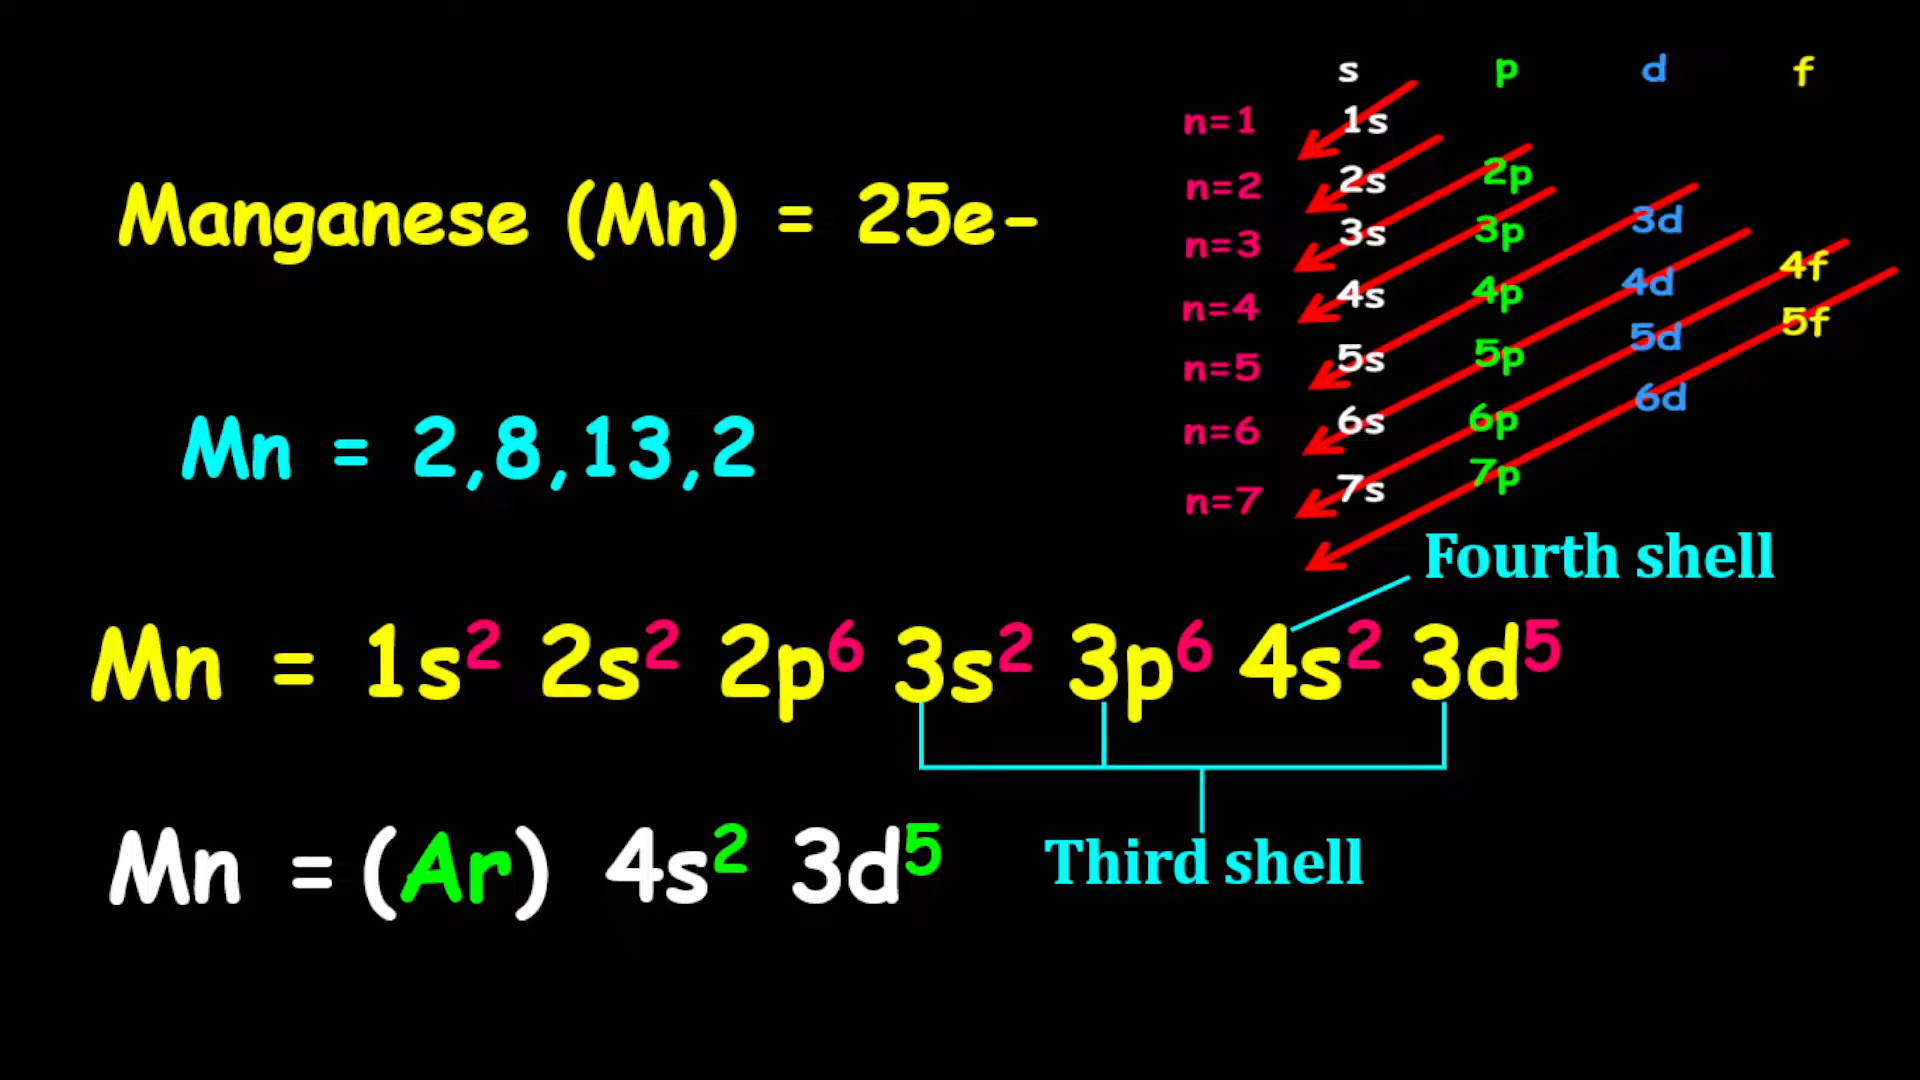 s p d f
n=1 1s
n=2 2s 2p
n=3 3s 3p 3d
n=4 4s 4p 4d 4f
n=5 5s 5p 5d 5f
n=6 6s 6p 6d
n=7 7s 7p
Manganese (Mn) = 25e-
Mn = 2,8,13,2
Fourth shell
Mn = 1s² 2s² 2p⁶ 3s² 3p⁶ 4s² 3d⁵
Third shell
Mn = (Ar) 4s² 3d⁵